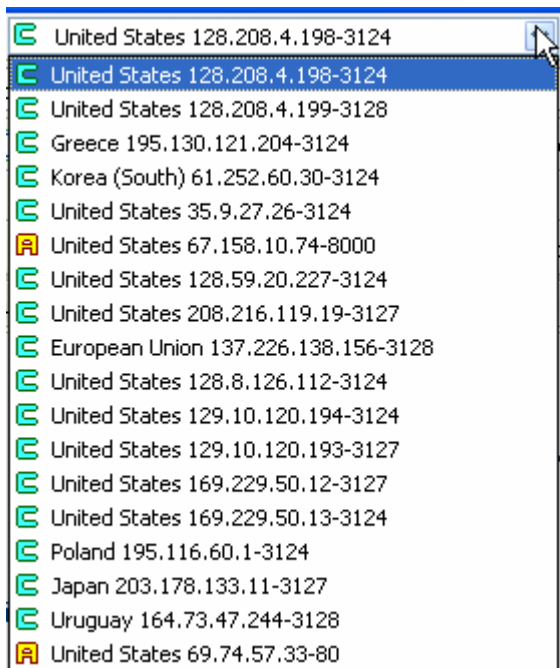 C United States 128.208.4.198-3124
C United States 128.208.4.198-3124
C United States 128.208.4.199-3128
C Greece 195.130.121.204-3124
C Korea (South) 61.252.60.30-3124
C United States 35.9.27.26-3124
A United States 67.158.10.74-8000
C United States 128.59.20.227-3124
C United States 208.216.119.19-3127
C European Union 137.226.138.156-3128
C United States 128.8.126.112-3124
C United States 129.10.120.194-3124
C United States 129.10.120.193-3127
C United States 169.229.50.12-3127
C United States 169.229.50.13-3124
C Poland 195.116.60.1-3124
C Japan 203.178.133.11-3127
C Uruguay 164.73.47.244-3128
A United States 69.74.57.33-80